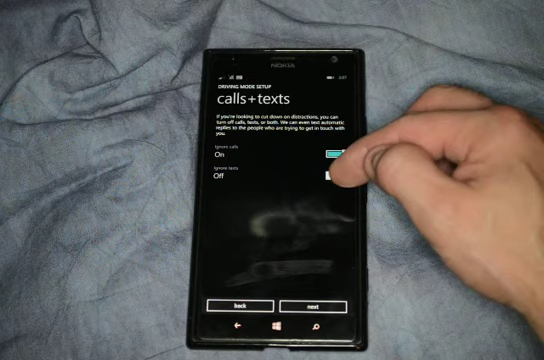 NOKIA
DRIVING MODE SETUP
calls+texts
If you're looking to cut down on distractions, you can
turn off calls, texts, or both. We can even text automatic
replies to the people who are trying to get in touch with
you.
Ignore calls
On
Ignore texts
Off
back
next